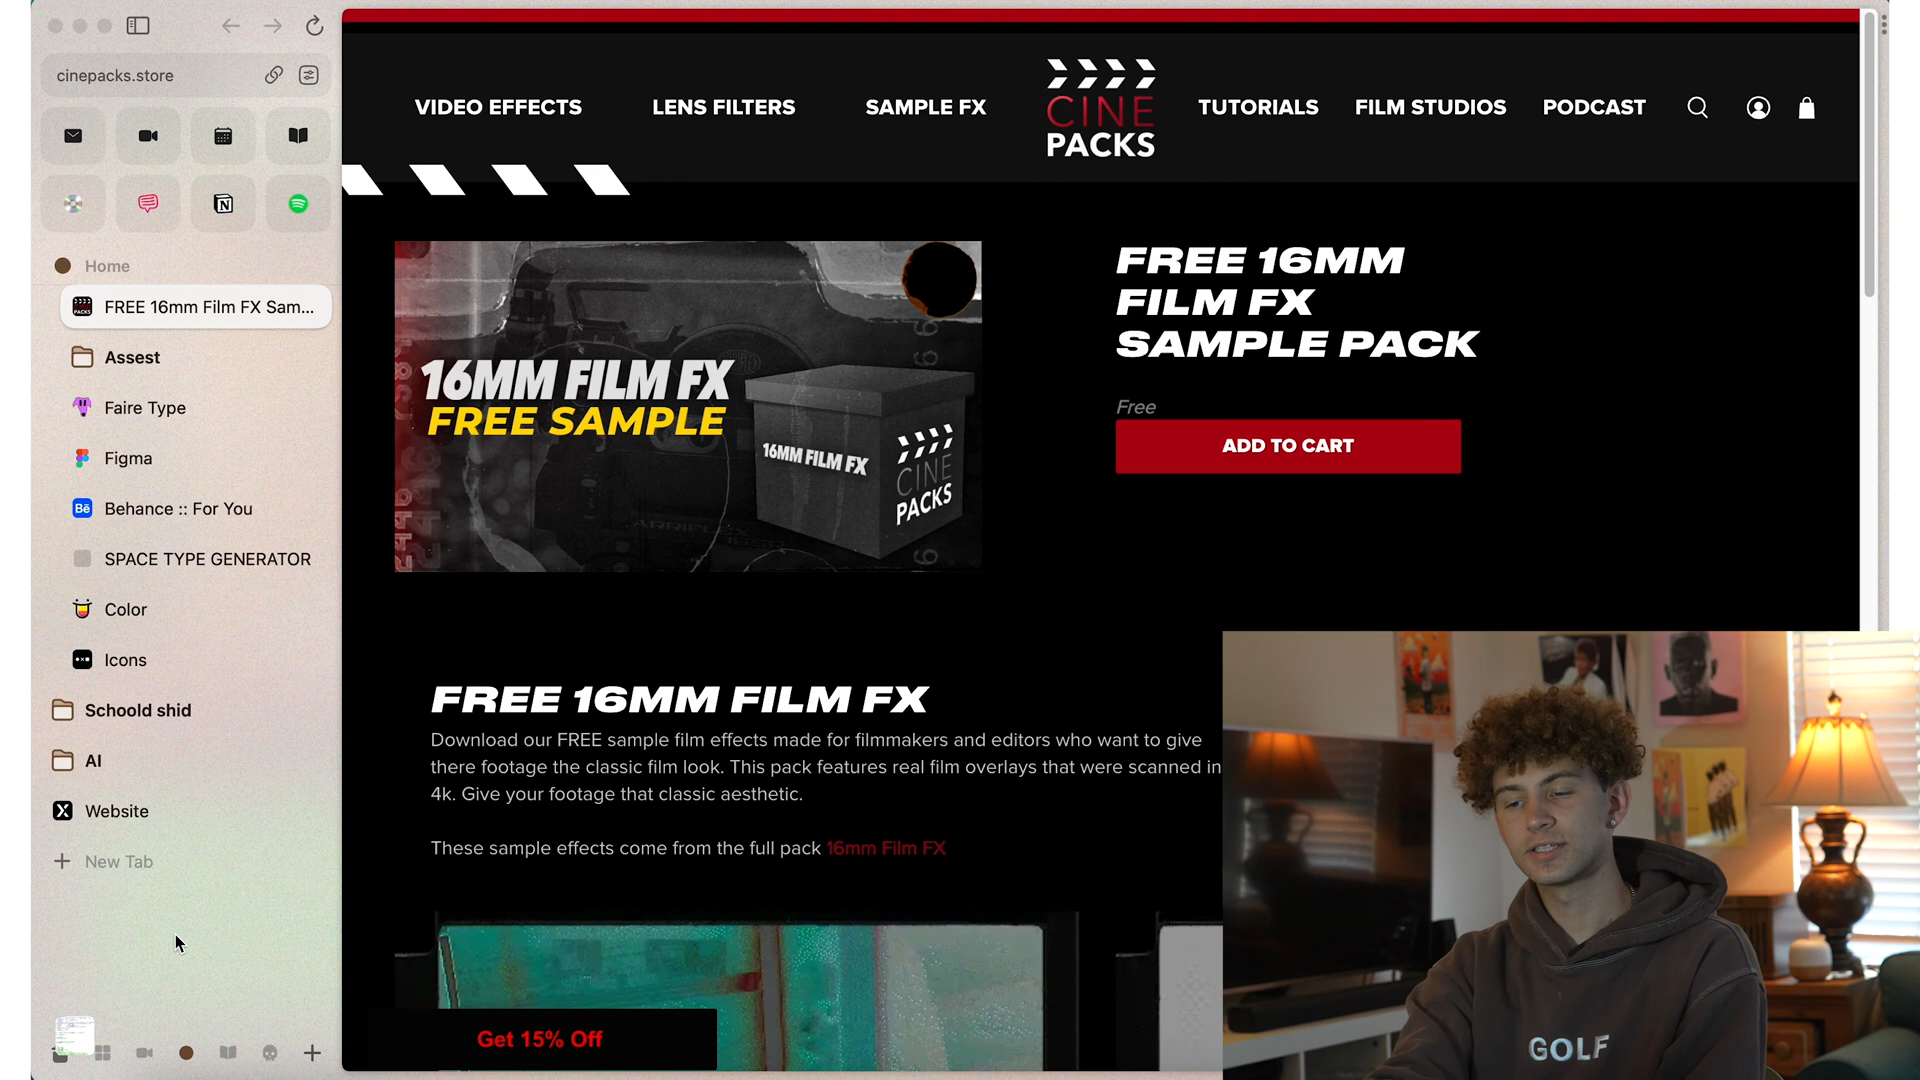 cinepacks.store
Home
FREE 16mm Film FX Sam...
Assest
Faire Type
Figma
Behance :: For You
SPACE TYPE GENERATOR
Color
Icons
Schoold shid
AI
Website
New Tab
VIDEO EFFECTS
LENS FILTERS
SAMPLE FX
CINE
PACKS
TUTORIALS
FILM STUDIOS
PODCAST
16MM FILM FX
FREE SAMPLE
16MM FILM FX
CINE
PACKS
FREE 16MM
FILM FX
SAMPLE PACK
Free
ADD TO CART
FREE 16MM FILM FX
Download our FREE sample film effects made for filmmakers and editors who want to give
there footage the classic film look. This pack features real film overlays that were scanned in
4k. Give your footage that classic aesthetic.
These sample effects come from the full pack 16mm Film FX
Get 15% Off
GOLF